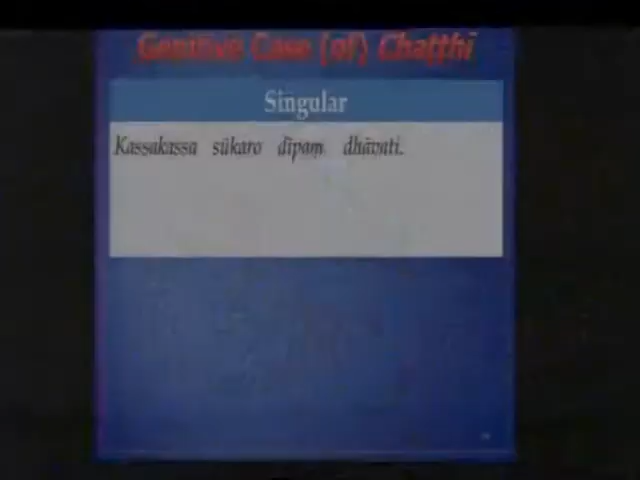 Genitive Case (of) Chaṭṭhī
Singular
Kassakassa sūkaro dīpaṃ dhāvati.